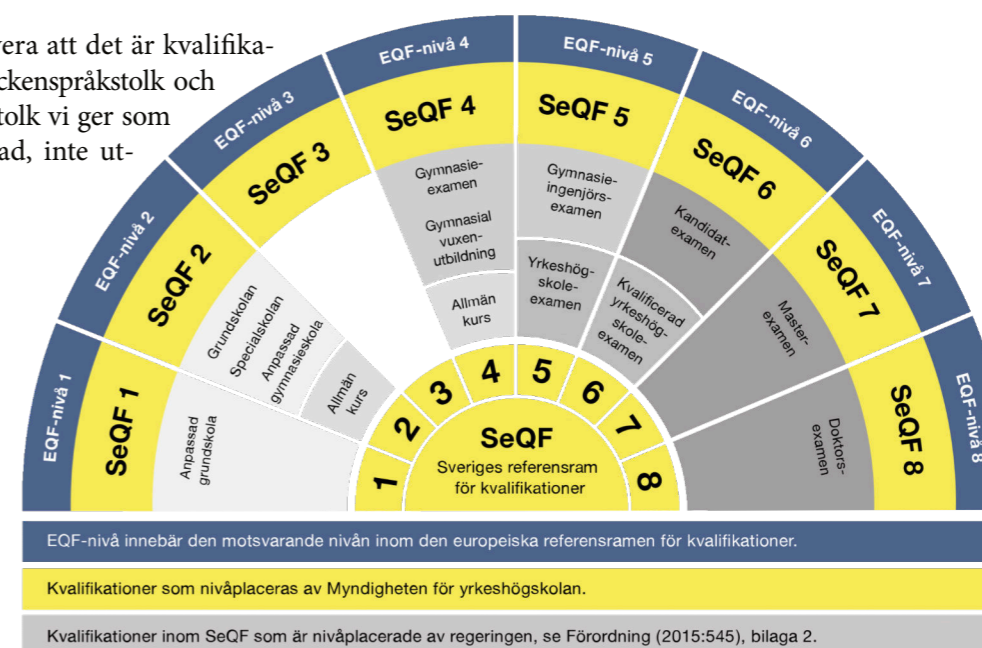 vera att det är kvalifika-
ckenspråkstolk och
tolk vi ger som
ad, inte ut-
EQF-nivå 1
EQF-nivå 2
EQF-nivå 3
EQF-nivå 4
EQF-nivå 5
EQF-nivå 6
EQF-nivå 7
EQF-nivå 8
SeQF 1
SeQF 2
SeQF 3
SeQF 4
SeQF 5
SeQF 6
SeQF 7
SeQF 8
Anpassad
grundskola
Grundskolan
Specialskolan
Anpassad
gymnasieskola
Allmän
kurs
Gymnasie-
examen
Gymnasial
vuxen-
utbildning
Allmän
kurs
Gymnasie-
ingenjörs-
examen
Yrkeshög-
skole-
examen
Kandidat-
examen
Kvalificerad
yrkeshög-
skole-
examen
Master-
examen
Doktors-
examen
1
2
3
4
5
6
7
8
SeQF
Sveriges referensram
för kvalifikationer
EQF-nivå innebär den motsvarande nivån inom den europeiska referensramen för kvalifikationer.
Kvalifikationer som nivåplaceras av Myndigheten för yrkeshögskolan.
Kvalifikationer inom SeQF som är nivåplacerade av regeringen, se Förordning (2015:545), bilaga 2.